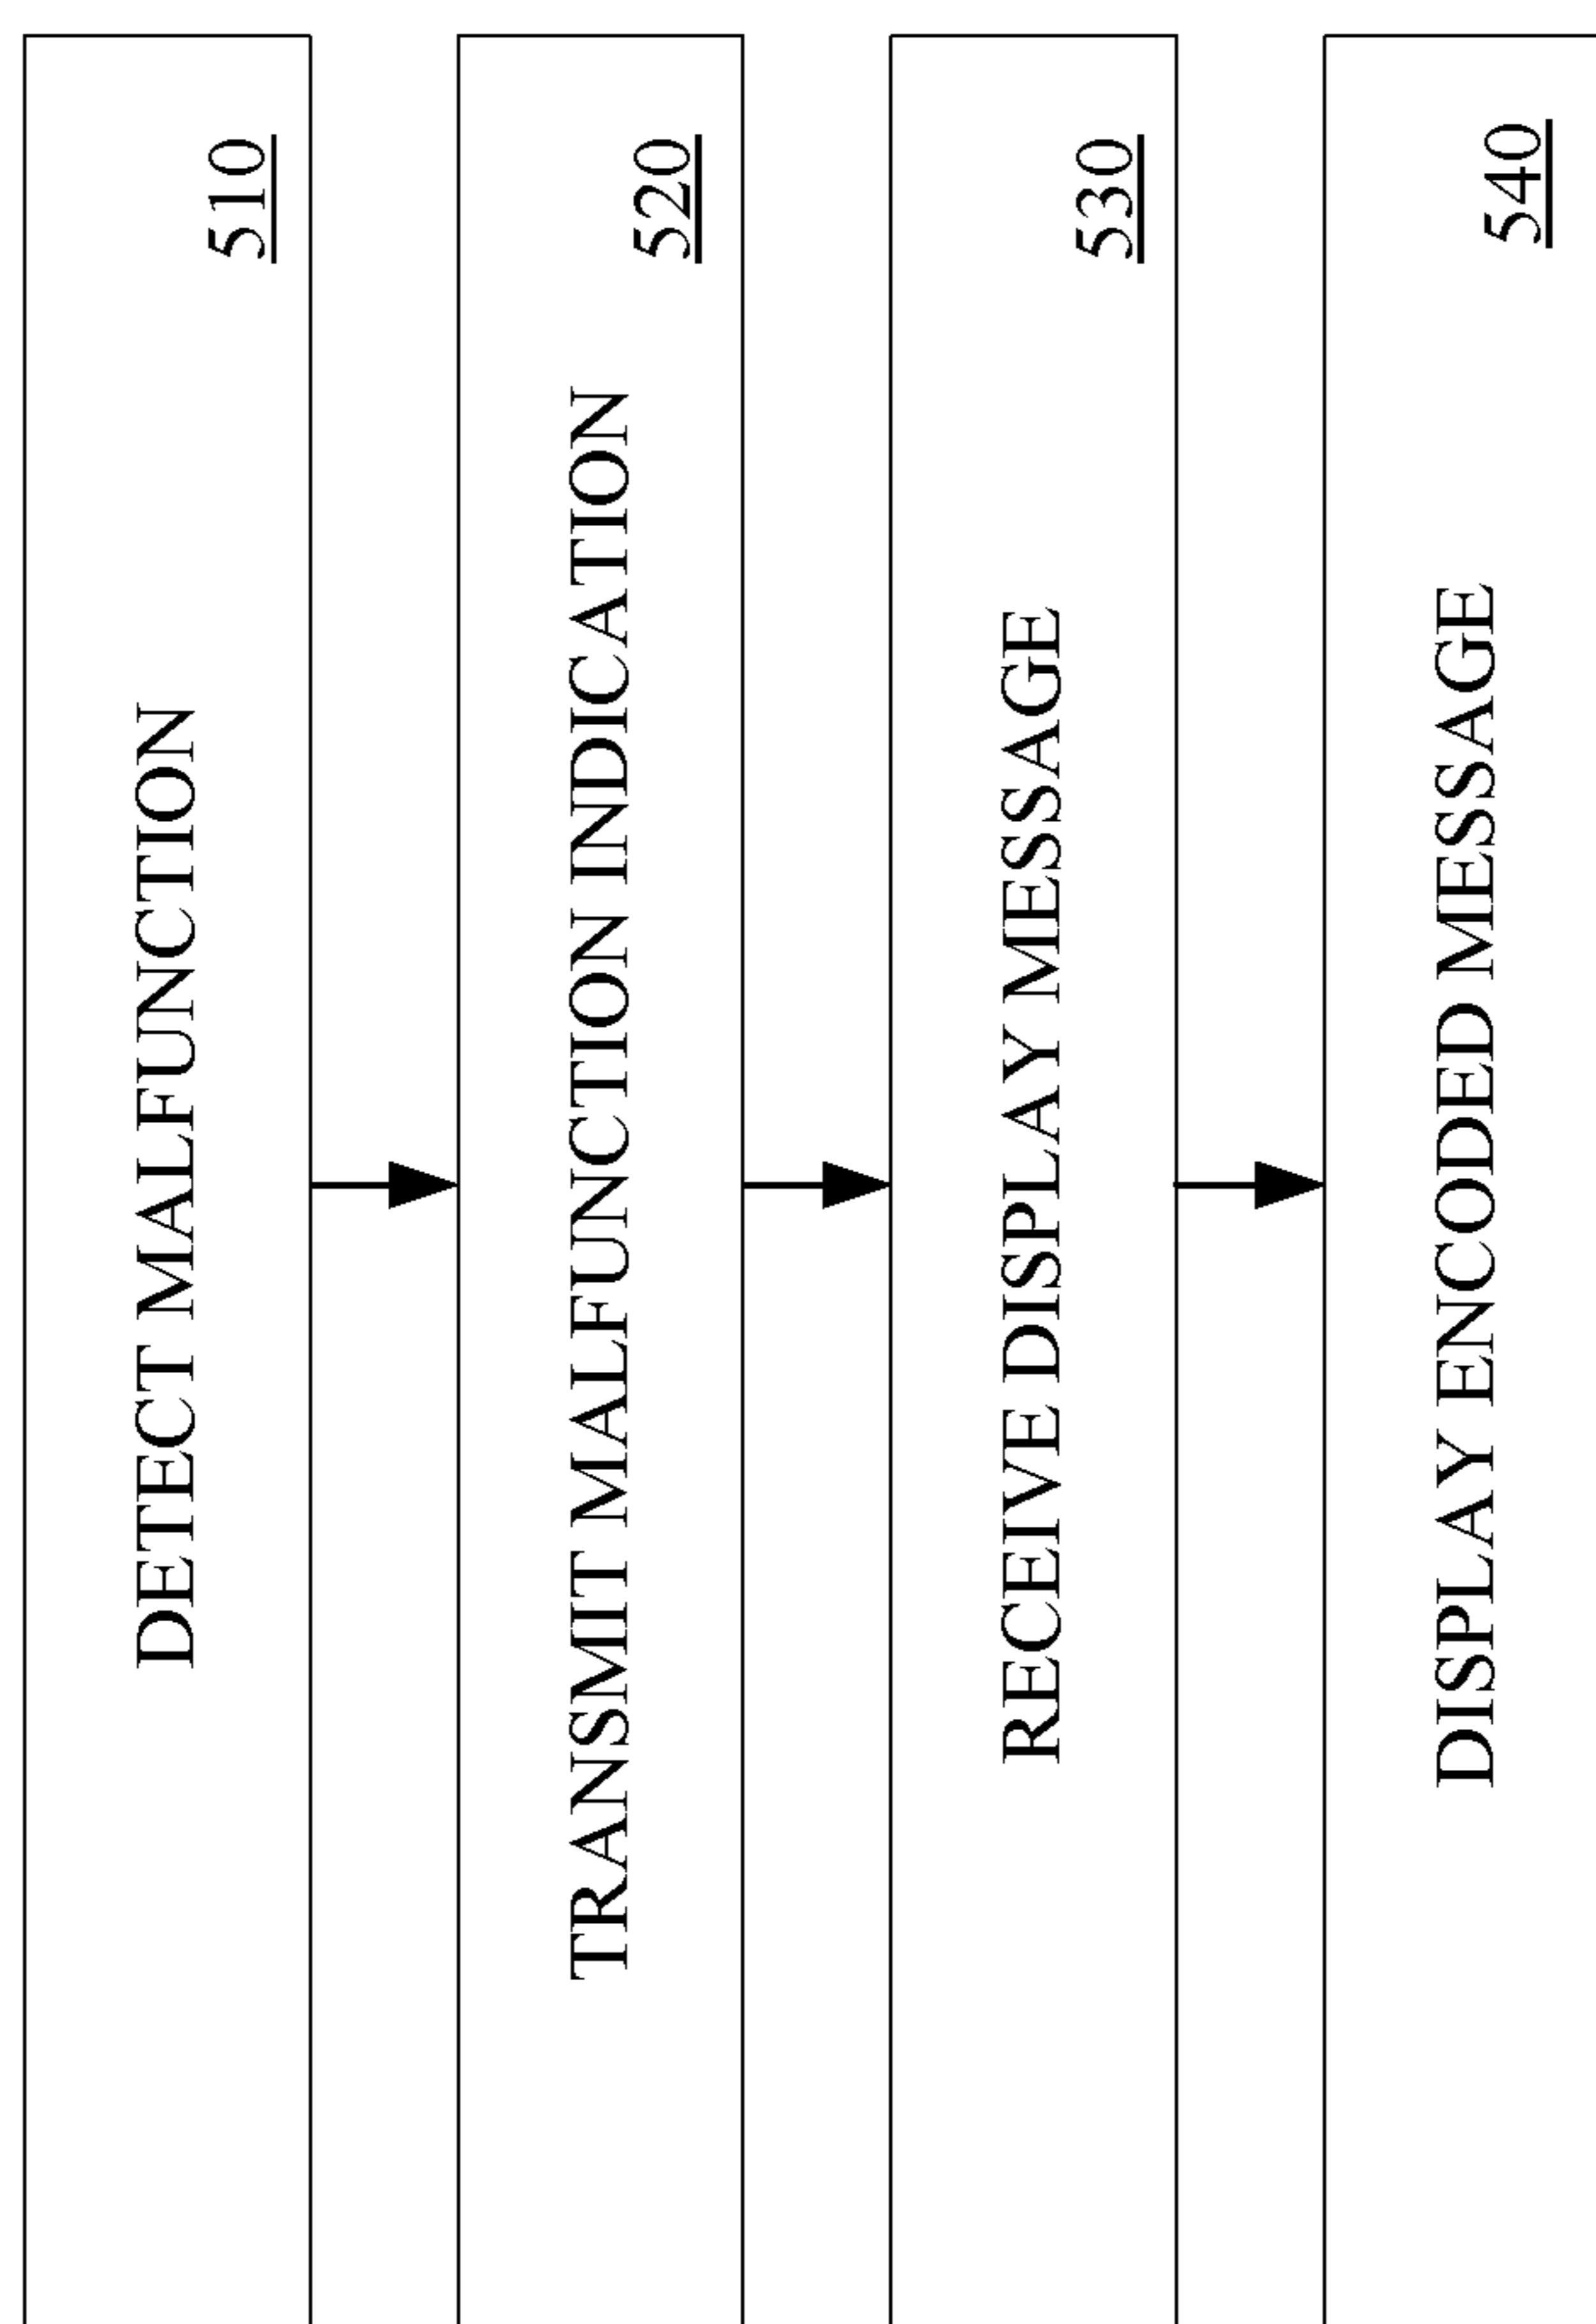 DETECT MALFUNCTION
510
TRANSMIT MALFUNCTION INDICATION
520
RECEIVE DISPLAY MESSAGE
530
DISPLAY ENCODED MESSAGE
540